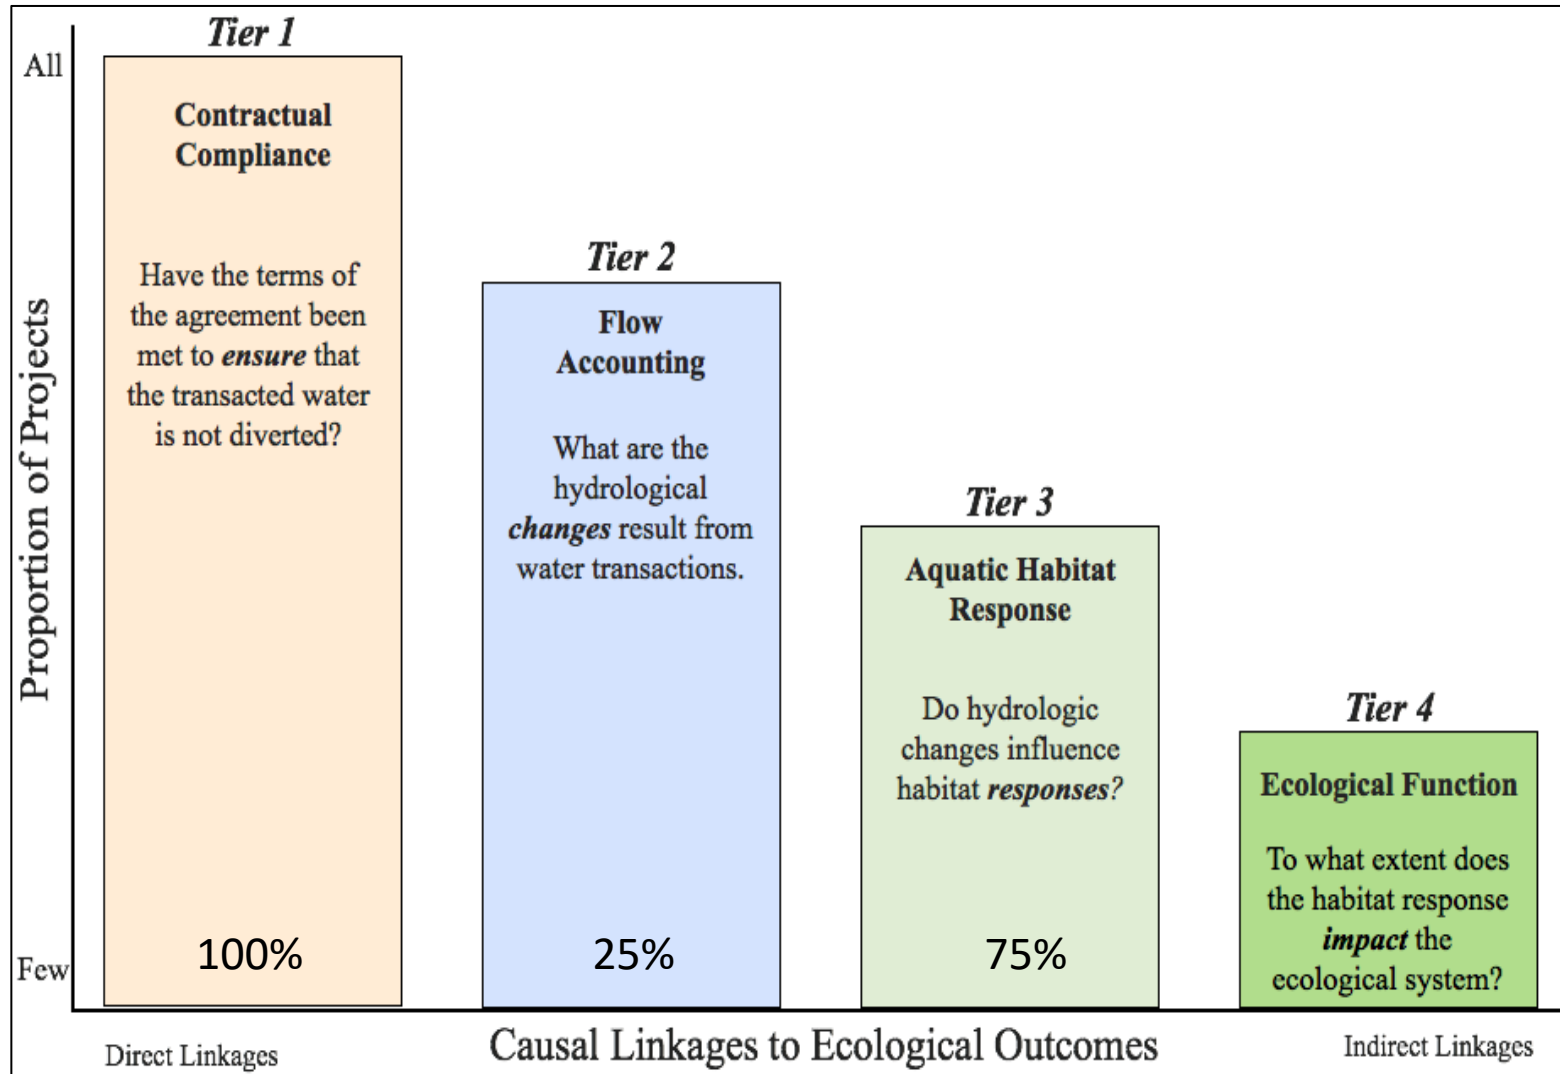 Tier 1
All
Contractual
Compliance
Have the terms of
the agreement been
met to ensure that
the transacted water
is not diverted?
100%
Tier 2
Flow
Accounting
What are the
hydrological
changes result from
water transactions.
25%
Tier 3
Aquatic Habitat
Response
Do hydrologic
changes influence
habitat responses?
75%
Tier 4
Ecological Function
To what extent does
the habitat response
impact the
ecological system?
Proportion of Projects
Few
Direct Linkages
Causal Linkages to Ecological Outcomes
Indirect Linkages